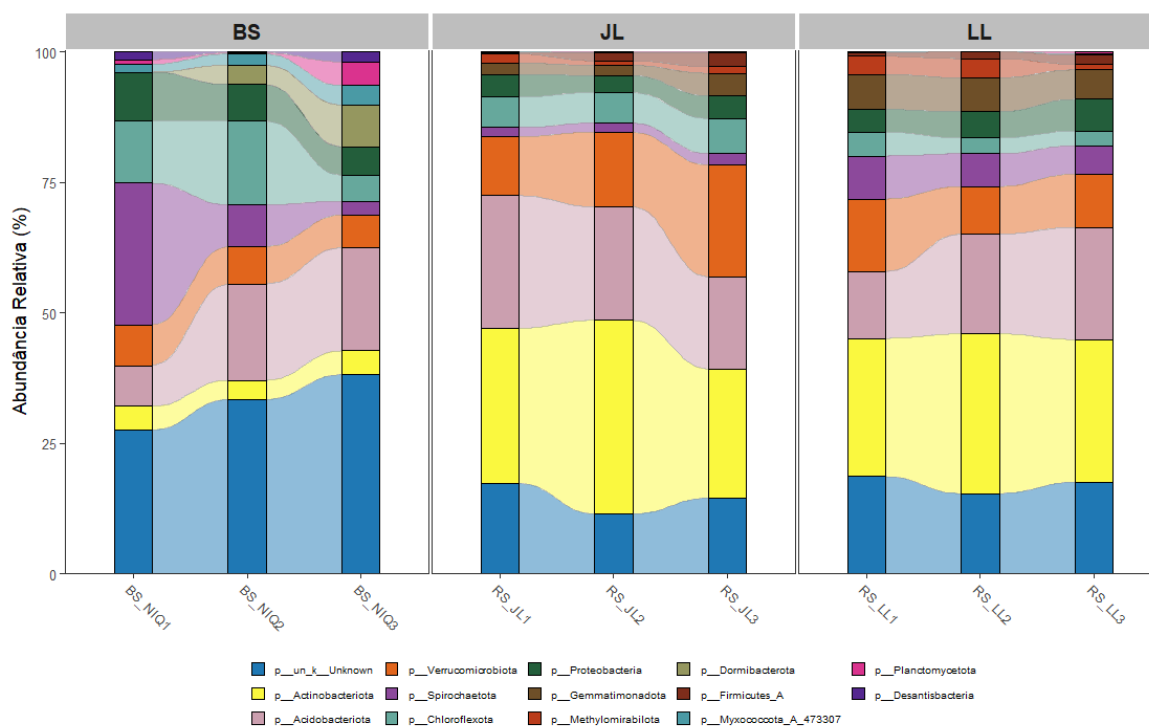 BS JL LL
Abundância Relativa (%)
100
75
50
25
0
BS_NIQ1 BS_NIQ2 BS_NIQ3 RS_JL1 RS_JL2 RS_JL3 RS_LL1 RS_LL2 RS_LL3
p__un_k__Unknown p__Verrucomicrobiota p__Proteobacteria p__Dormibacterota p__Planctomycetota
p__Actinobacteriota p__Spirochaetota p__Gemmatimonadota p__Firmicutes_A p__Desantisbacteria
p__Acidobacteriota p__Chloroflexota p__Methylomirabilota p__Myxococcota_A_473307